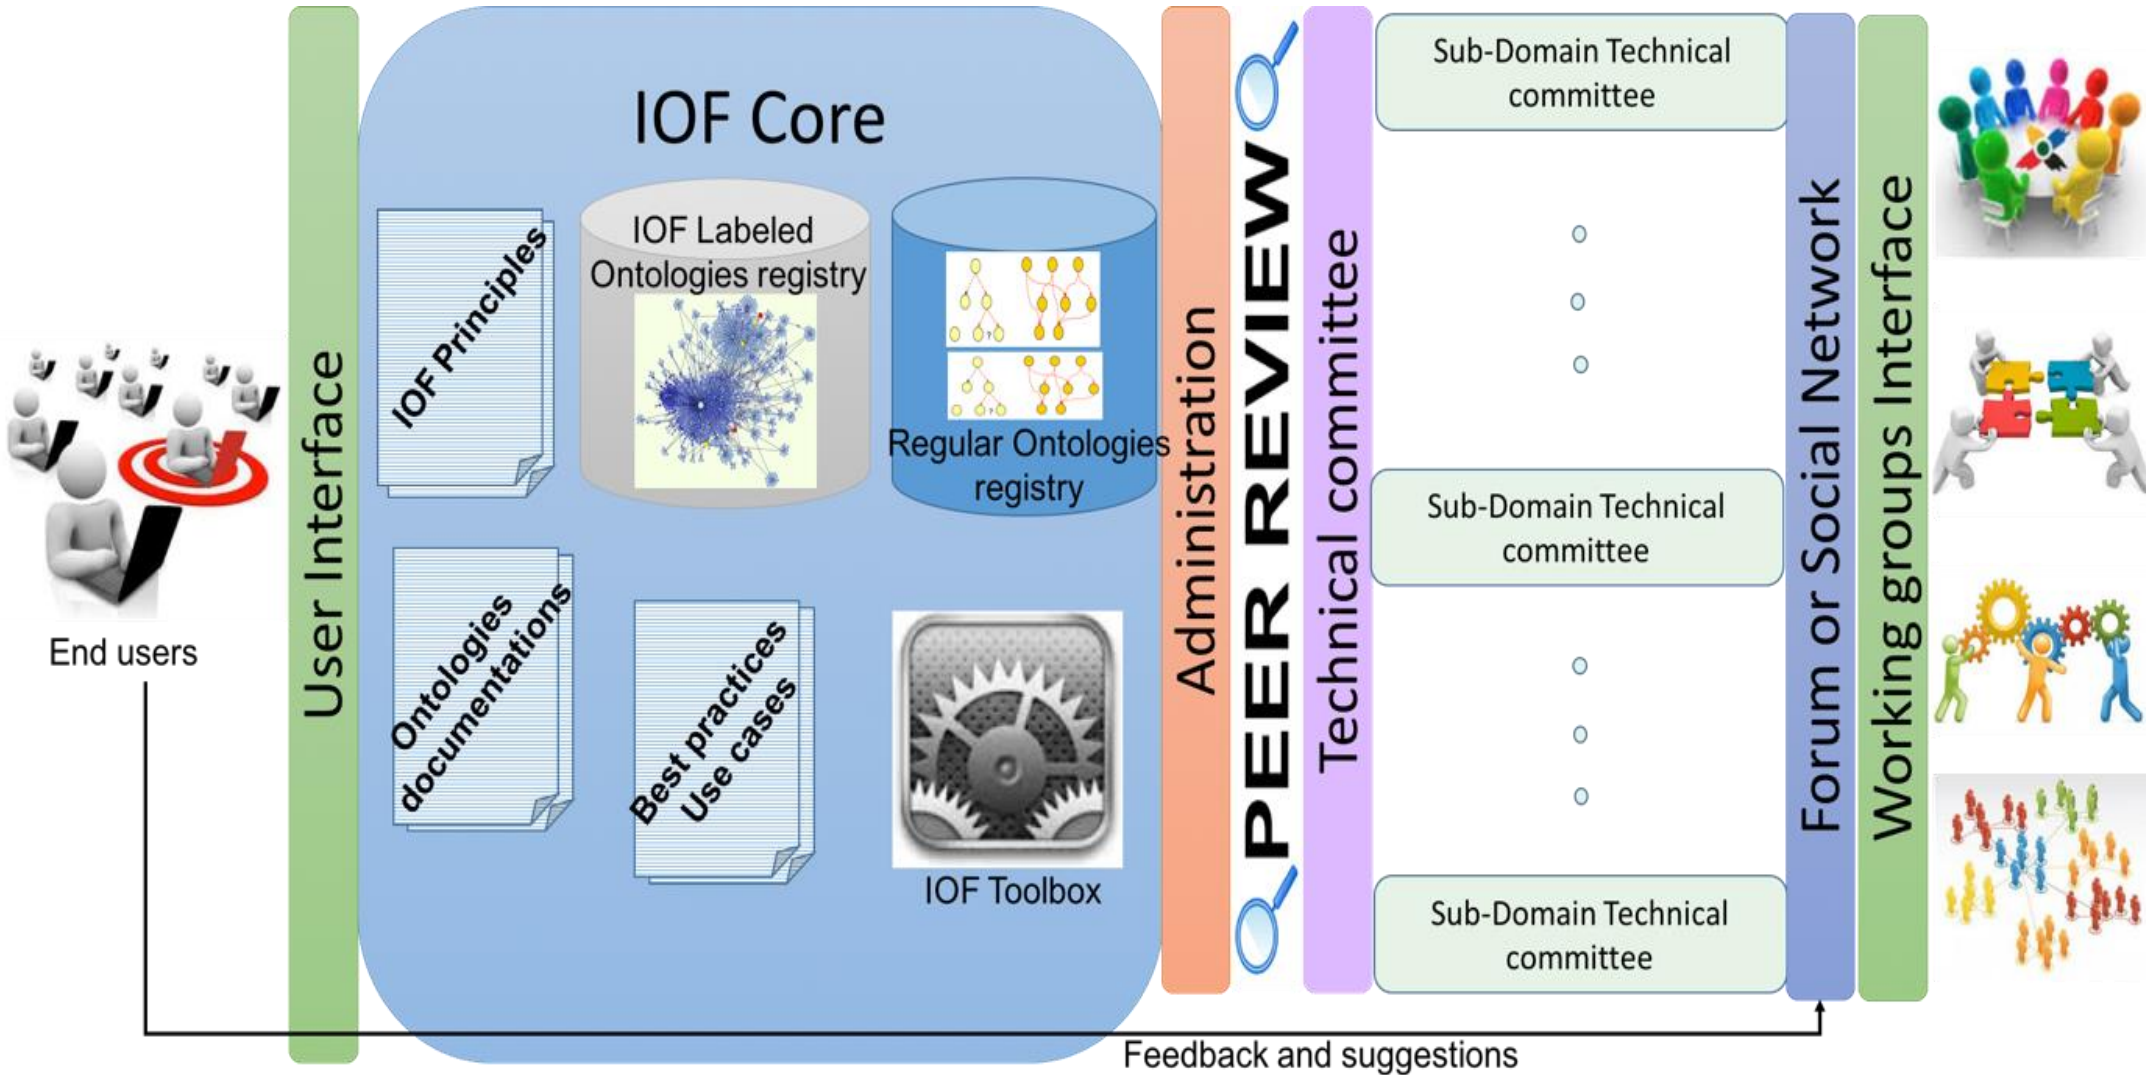 End users
User Interface
IOF Core
IOF Principles
IOF Labeled
Ontologies registry
Regular Ontologies
registry
Ontologies
documentations
Best practices
Use cases
IOF Toolbox
Administration
PEER REVIEW
Technical committee
Sub-Domain Technical
committee
Sub-Domain Technical
committee
Sub-Domain Technical
committee
Forum or Social Network
Working groups Interface
Feedback and suggestions